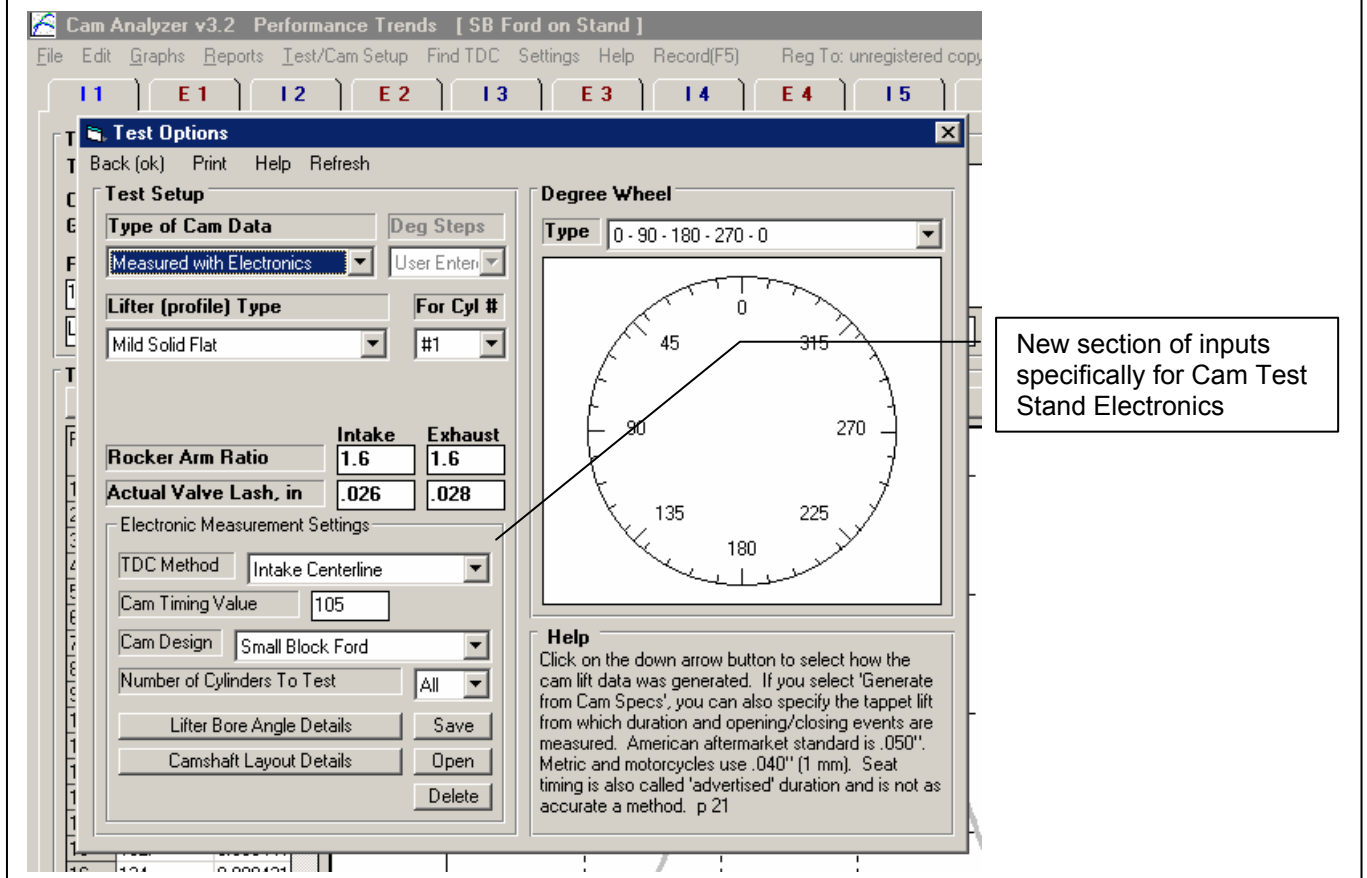 Cam Analyzer v3.2 Performance Trends [ SB Ford on Stand ]
File Edit Graphs Reports Test/Cam Setup Find TDC Settings Help Record(F5) Reg To: unregistered copy
I 1 E 1 I 2 E 2 I 3 E 3 I 4 E 4 I 5
Test Options
Back (ok) Print Help Refresh
Test Setup
Type of Cam Data Deg Steps
Measured with Electronics User Enter
Lifter (profile) Type For Cyl #
Mild Solid Flat #1
Intake Exhaust
Rocker Arm Ratio 1.6 1.6
Actual Valve Lash, in .026 .028
Electronic Measurement Settings
TDC Method Intake Centerline
Cam Timing Value 105
Cam Design Small Block Ford
Number of Cylinders To Test All
Lifter Bore Angle Details Save
Camshaft Layout Details Open
Delete
Degree Wheel
Type 0 - 90 - 180 - 270 - 0
0
45 315
90 270
135 225
180
Help
Click on the down arrow button to select how the
cam lift data was generated. If you select 'Generate
from Cam Specs', you can also specify the tappet lift
from which duration and opening/closing events are
measured. American aftermarket standard is .050".
Metric and motorcycles use .040" (1 mm). Seat
timing is also called 'advertised' duration and is not as
accurate a method. p 21
New section of inputs
specifically for Cam Test
Stand Electronics